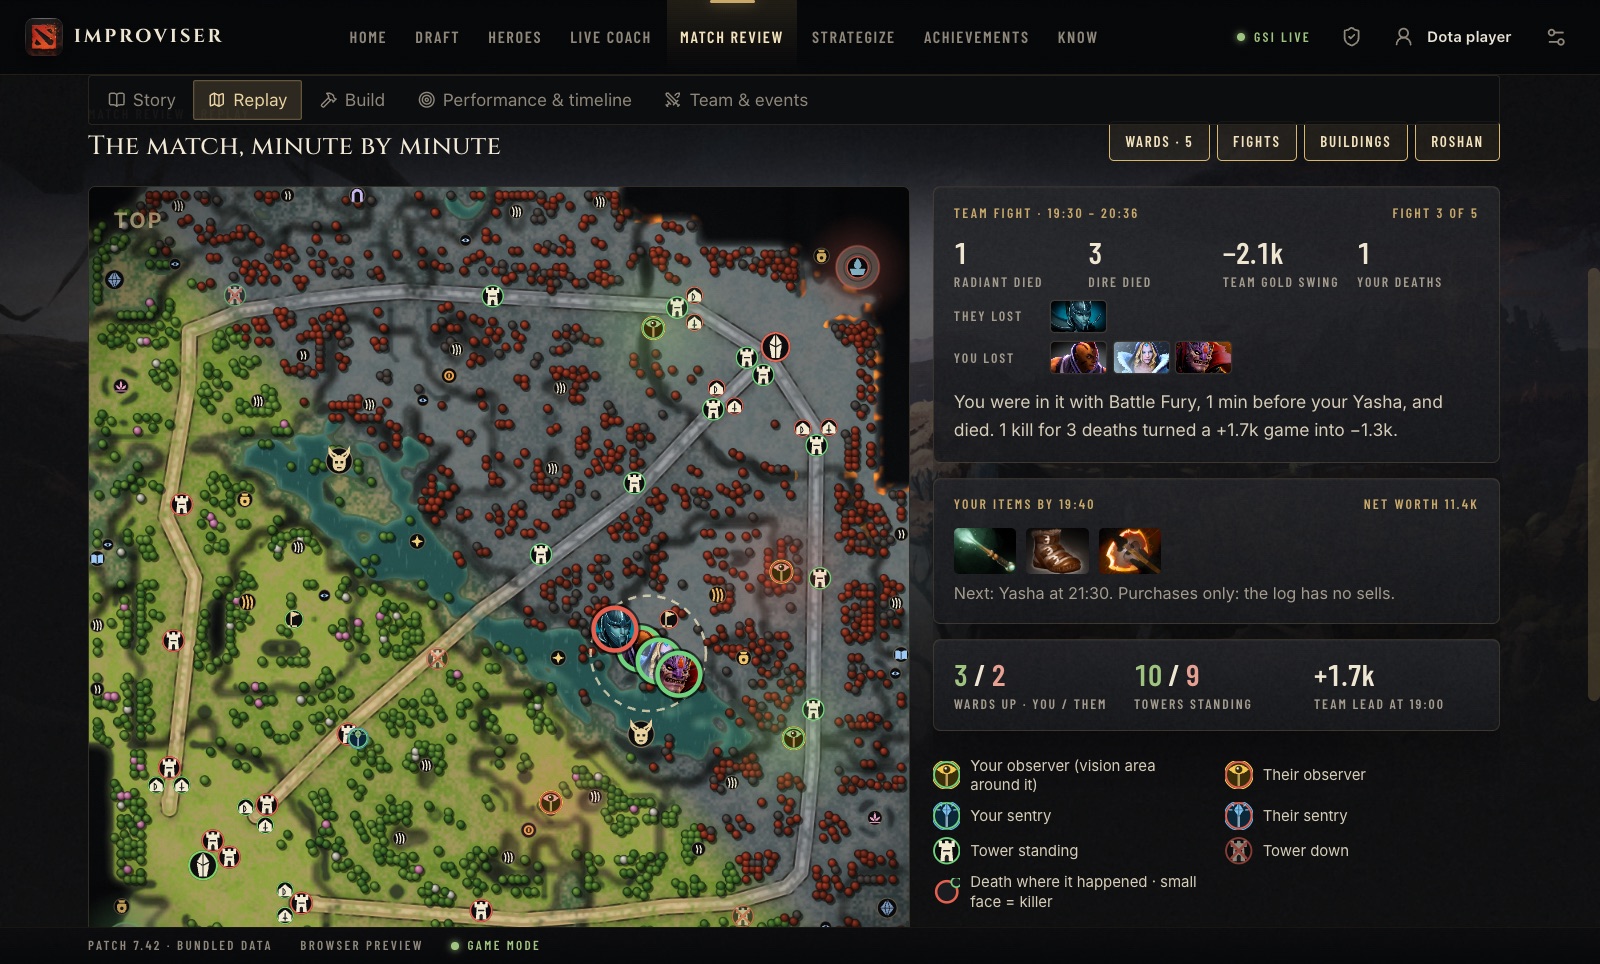 IMPROVISER
HOME
DRAFT
HEROES
LIVE COACH
MATCH REVIEW
STRATEGIZE
ACHIEVEMENTS
KNOW
GSI LIVE
Dota player
Story
Replay
Build
Performance & timeline
Team & events
THE MATCH, MINUTE BY MINUTE
WARDS · 5
FIGHTS
BUILDINGS
ROSHAN
TOP
TEAM FIGHT · 19:30 – 20:36
FIGHT 3 OF 5
1
3
−2.1k
1
RADIANT DIED
DIRE DIED
TEAM GOLD SWING
YOUR DEATHS
THEY LOST
YOU LOST
You were in it with Battle Fury, 1 min before your Yasha, and
died. 1 kill for 3 deaths turned a +1.7k game into −1.3k.
YOUR ITEMS BY 19:40
NET WORTH 11.4K
Next: Yasha at 21:30. Purchases only: the log has no sells.
3 / 2
10 / 9
+1.7k
WARDS UP · YOU / THEM
TOWERS STANDING
TEAM LEAD AT 19:00
Your observer (vision area
around it)
Their observer
Your sentry
Their sentry
Tower standing
Tower down
Death where it happened · small
face = killer
PATCH 7.42 · BUNDLED DATA
BROWSER PREVIEW
GAME MODE